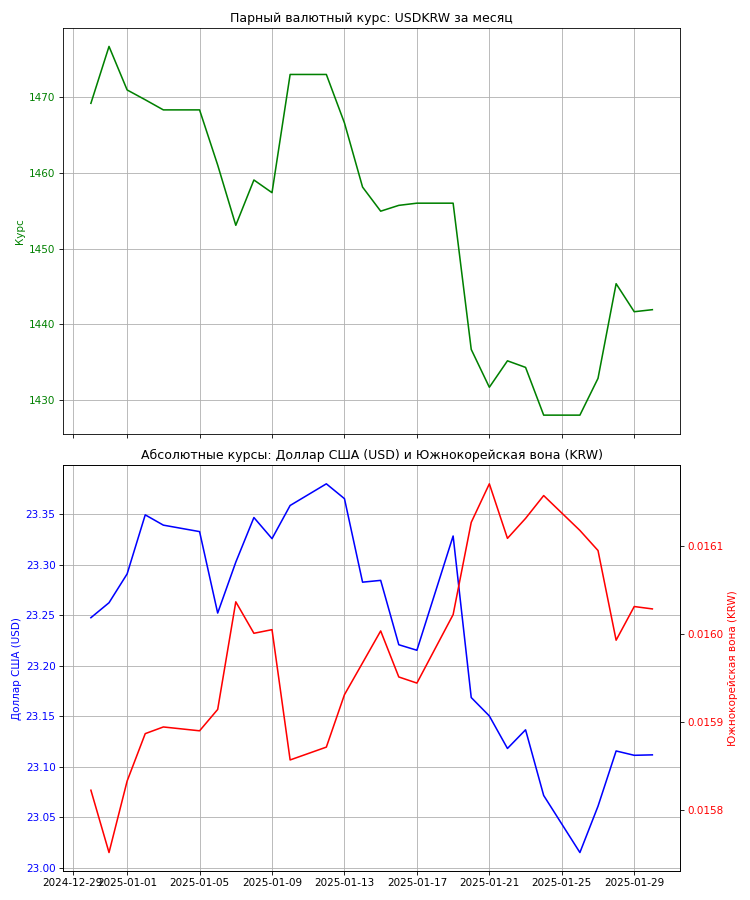 Парный валютный курс: USDKRW за месяц
1470
1460
1450
1440
1430
Курс
Абсолютные курсы: Доллар США (USD) и Южнокорейская вона (KRW)
23.35
23.30
23.25
23.20
23.15
23.10
23.05
23.00
Доллар США (USD)
0.0161
0.0160
0.0159
0.0158
Южнокорейская вона (KRW)
2024-12-29 2025-01-01 2025-01-05 2025-01-09 2025-01-13 2025-01-17 2025-01-21 2025-01-25 2025-01-29